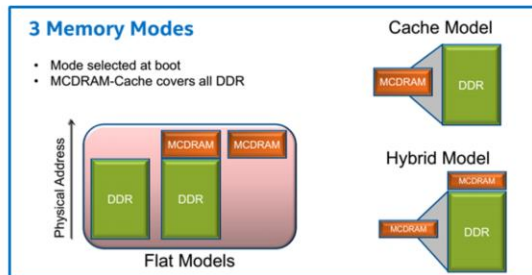 3 Memory Modes
• Mode selected at boot
• MCDRAM-Cache covers all DDR
Physical Address
DDR
MCDRAM
DDR
MCDRAM
Flat Models
Cache Model
MCDRAM
DDR
Hybrid Model
MCDRAM
MCDRAM
DDR